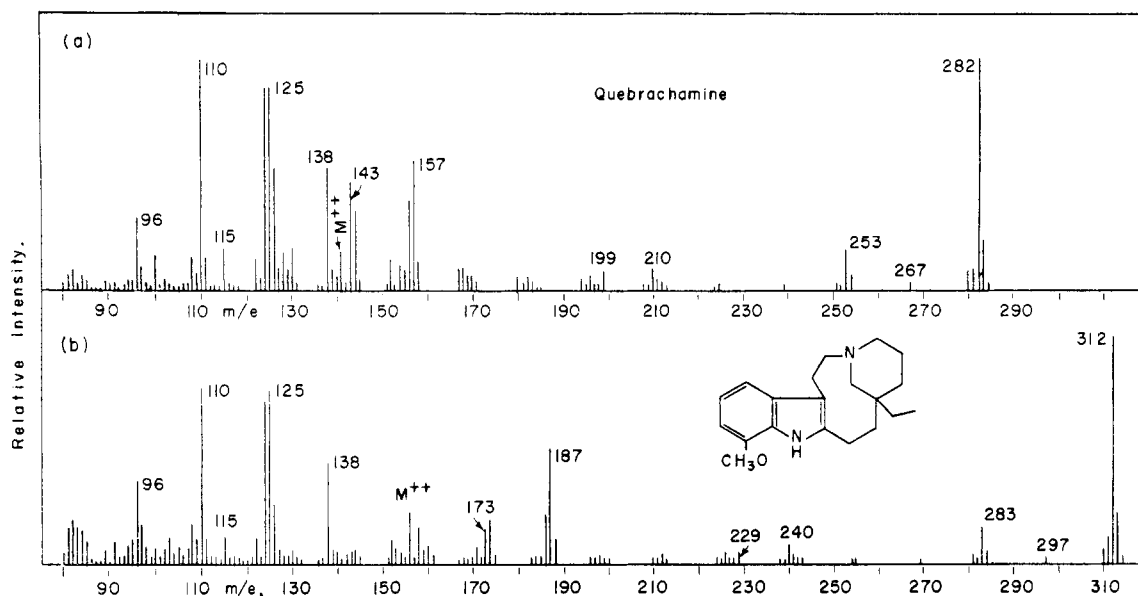 (a)
110
282
125
Quebrachamine
138
143
157
M++
96
115
199
210
253
267
90 110 m/e 130 150 170 190 210 230 250 270 290
Relative Intensity.
(b)
312
110
125
N
138
187
N
H
CH3O
96
M++
115
173
229
240
283
297
90 110 m/e, 130 150 170 190 210 230 250 270 290 310